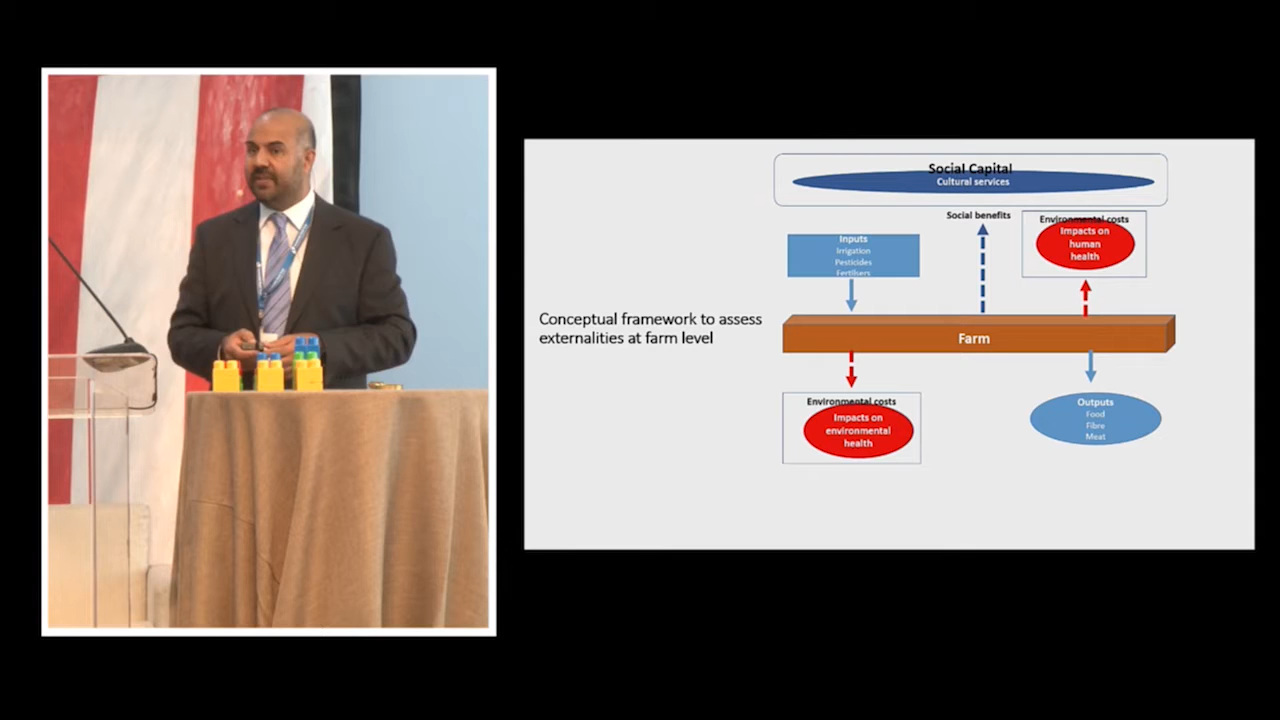 Social Capital
Cultural services
Social benefits
Environmental costs
Impacts on
human
health
Inputs
Irrigation
Pesticides
Fertilsers
Conceptual framework to assess
externalities at farm level
Farm
Environmental costs
Impacts on
environmental
health
Outputs
Food
Fibre
Meat